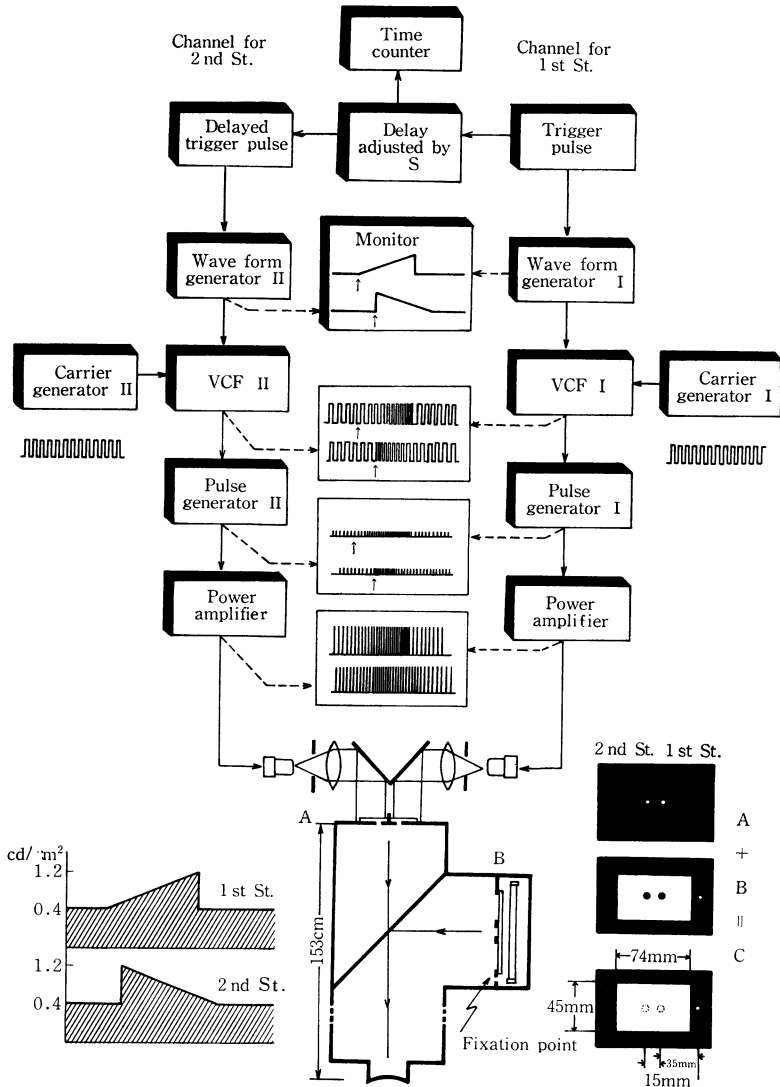 Channel for
2nd St.
Time
counter
Channel for
1st St.
Delayed
trigger pulse
Delay
adjusted by
S
Trigger
pulse
Wave form
generator II
Monitor
Wave form
generator I
Carrier
generator II
VCF II
VCF I
Carrier
generator I
Pulse
generator II
Pulse
generator I
Power
amplifier
Power
amplifier
2nd St. 1st St.
A
B
A
+
B
=
C
cd/m²
1.2
0.4
1st St.
1.2
0.4
2nd St.
153cm
Fixation point
74mm
45mm
35mm
15mm